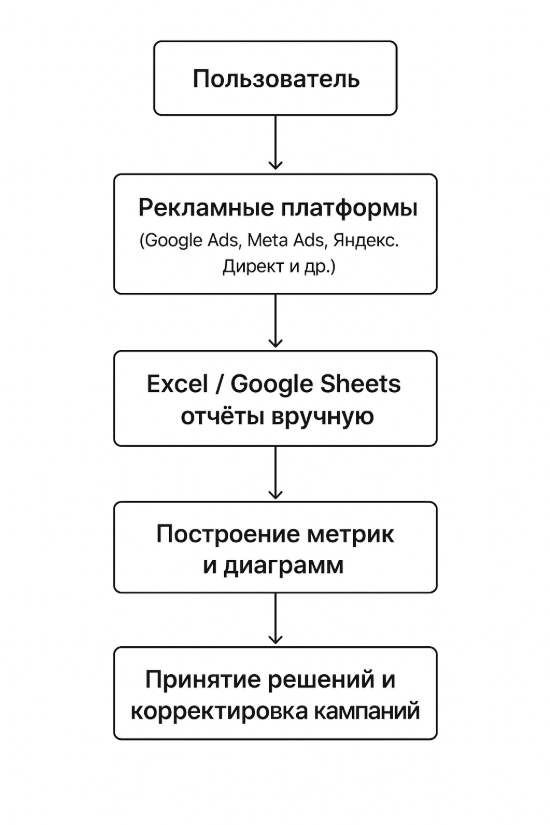 Пользователь
Рекламные платформы
(Google Ads, Meta Ads, Яндекс.
Директ и др.)
Excel / Google Sheets
отчёты вручную
Построение метрик
и диаграмм
Принятие решений и
корректировка кампаний